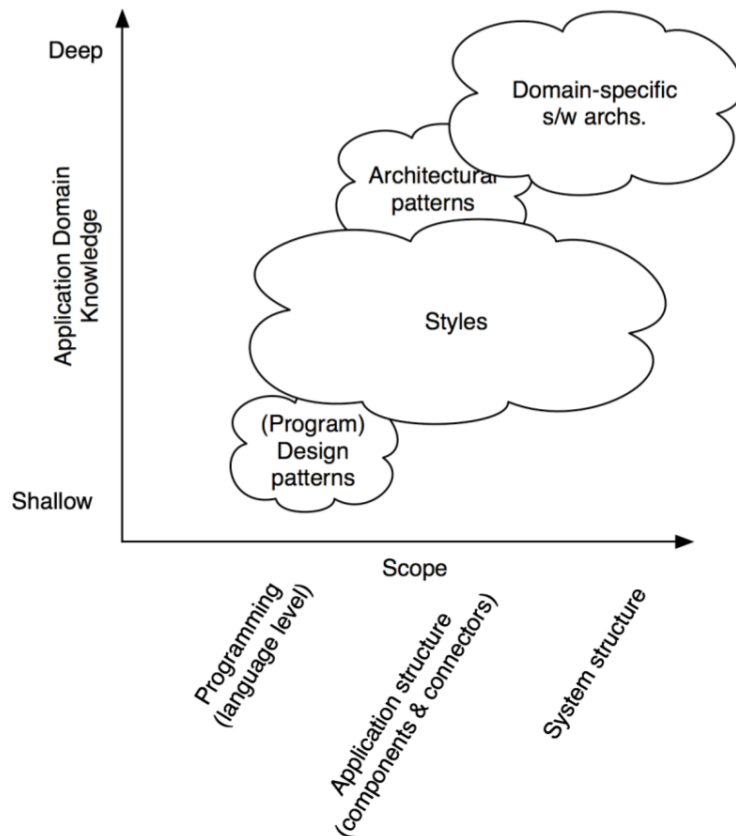 Deep
Domain-specific
s/w archs.
Architectural
patterns
Application Domain
Knowledge
Styles
(Program)
Design
patterns
Shallow
Scope
Programming
(language level)
Application structure
(components & connectors)
System structure